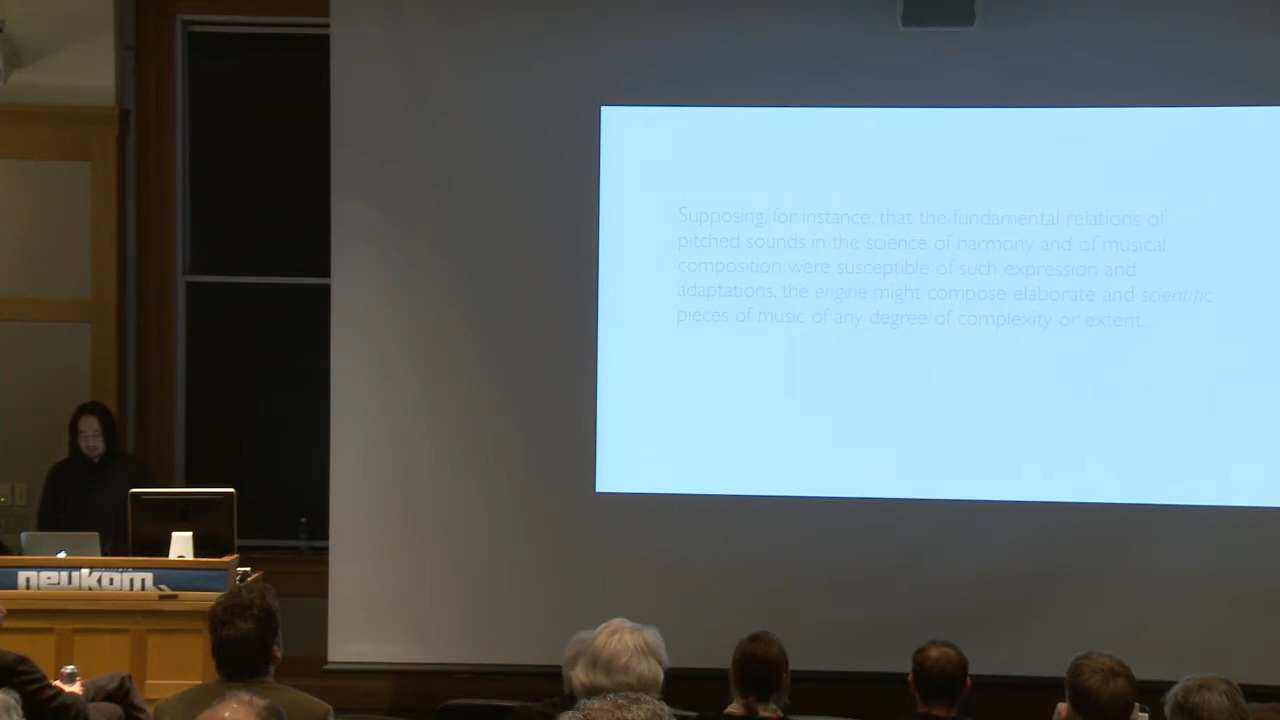 Supposing, for instance, that the fundamental relations of
pitched sounds in the science of harmony and of musical
composition were susceptible of such expression and
adaptations, the engine might compose elaborate and scientific
pieces of music of any degree of complexity or extent.
neukom